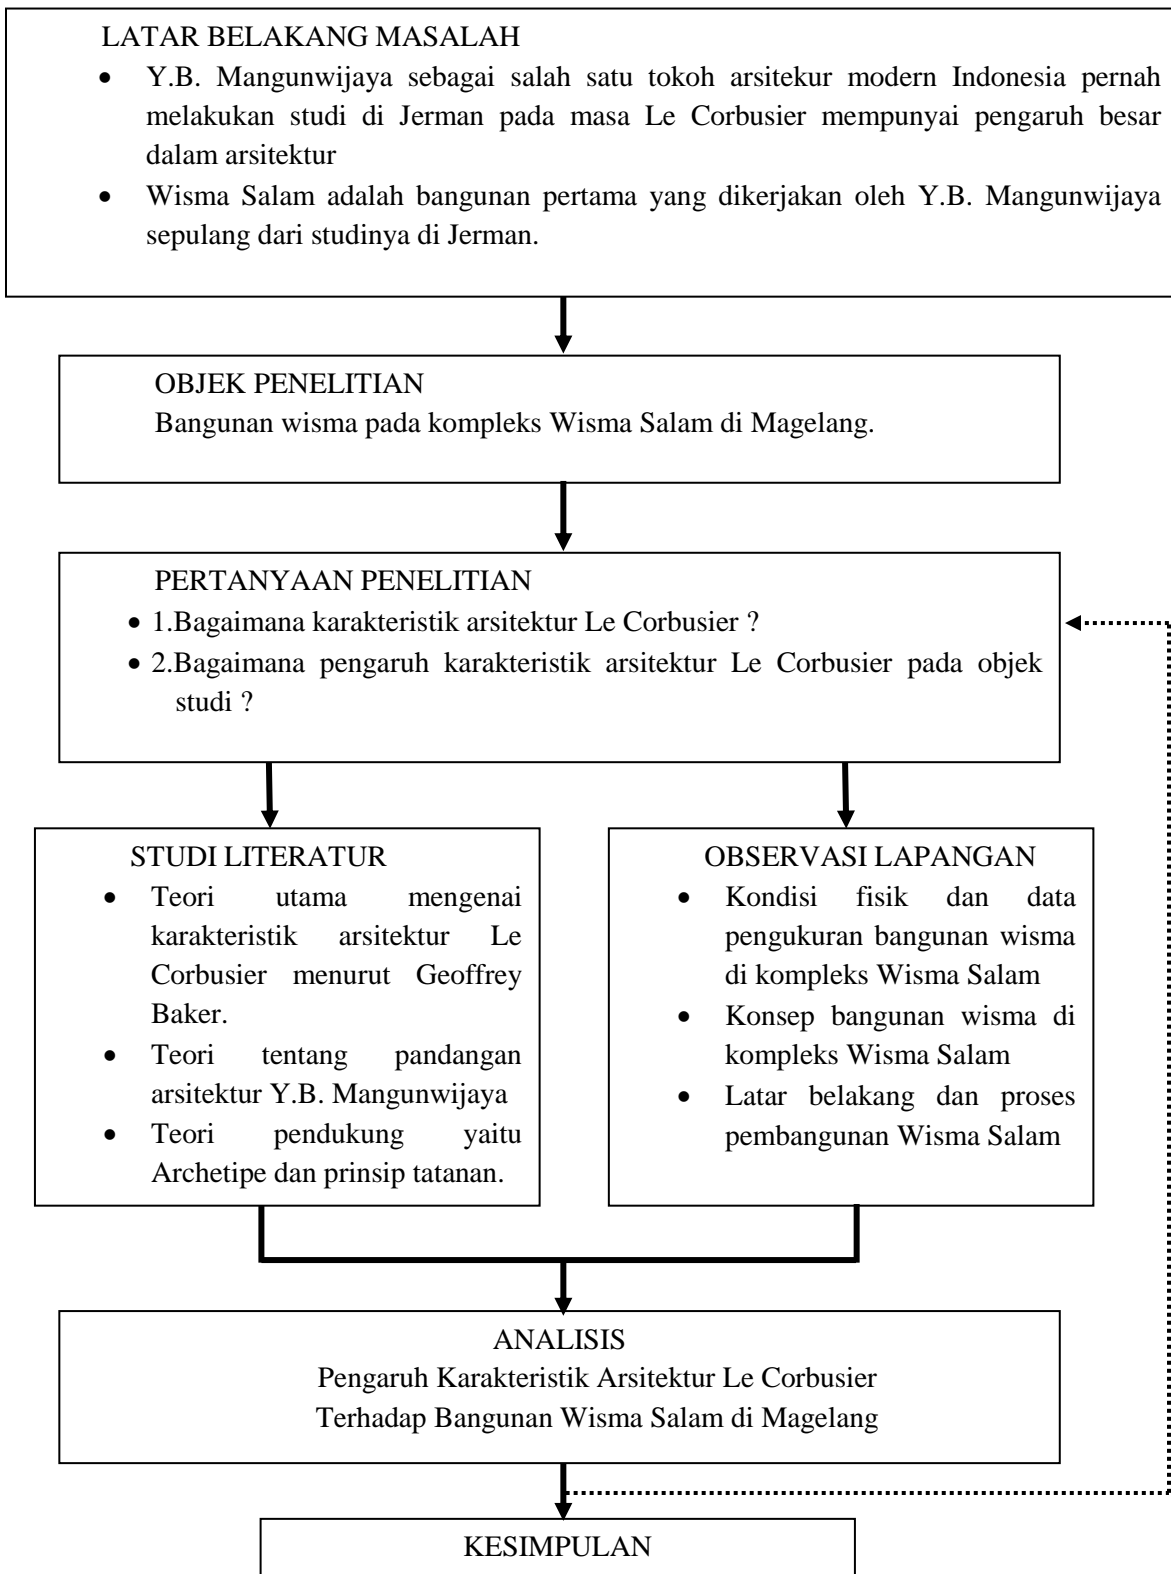 LATAR BELAKANG MASALAH
• Y.B. Mangunwijaya sebagai salah satu tokoh arsitekur modern Indonesia pernah
melakukan studi di Jerman pada masa Le Corbusier mempunyai pengaruh besar
dalam arsitektur
• Wisma Salam adalah bangunan pertama yang dikerjakan oleh Y.B. Mangunwijaya
sepulang dari studinya di Jerman.
OBJEK PENELITIAN
Bangunan wisma pada kompleks Wisma Salam di Magelang.
PERTANYAAN PENELITIAN
• 1.Bagaimana karakteristik arsitektur Le Corbusier ?
• 2.Bagaimana pengaruh karakteristik arsitektur Le Corbusier pada objek
studi ?
STUDI LITERATUR
• Teori utama mengenai
karakteristik arsitektur Le
Corbusier menurut Geoffrey
Baker.
• Teori tentang pandangan
arsitektur Y.B. Mangunwijaya
• Teori pendukung yaitu
Archetipe dan prinsip tatanan.
OBSERVASI LAPANGAN
• Kondisi fisik dan data
pengukuran bangunan wisma
di kompleks Wisma Salam
• Konsep bangunan wisma di
kompleks Wisma Salam
• Latar belakang dan proses
pembangunan Wisma Salam
ANALISIS
Pengaruh Karakteristik Arsitektur Le Corbusier
Terhadap Bangunan Wisma Salam di Magelang
KESIMPULAN